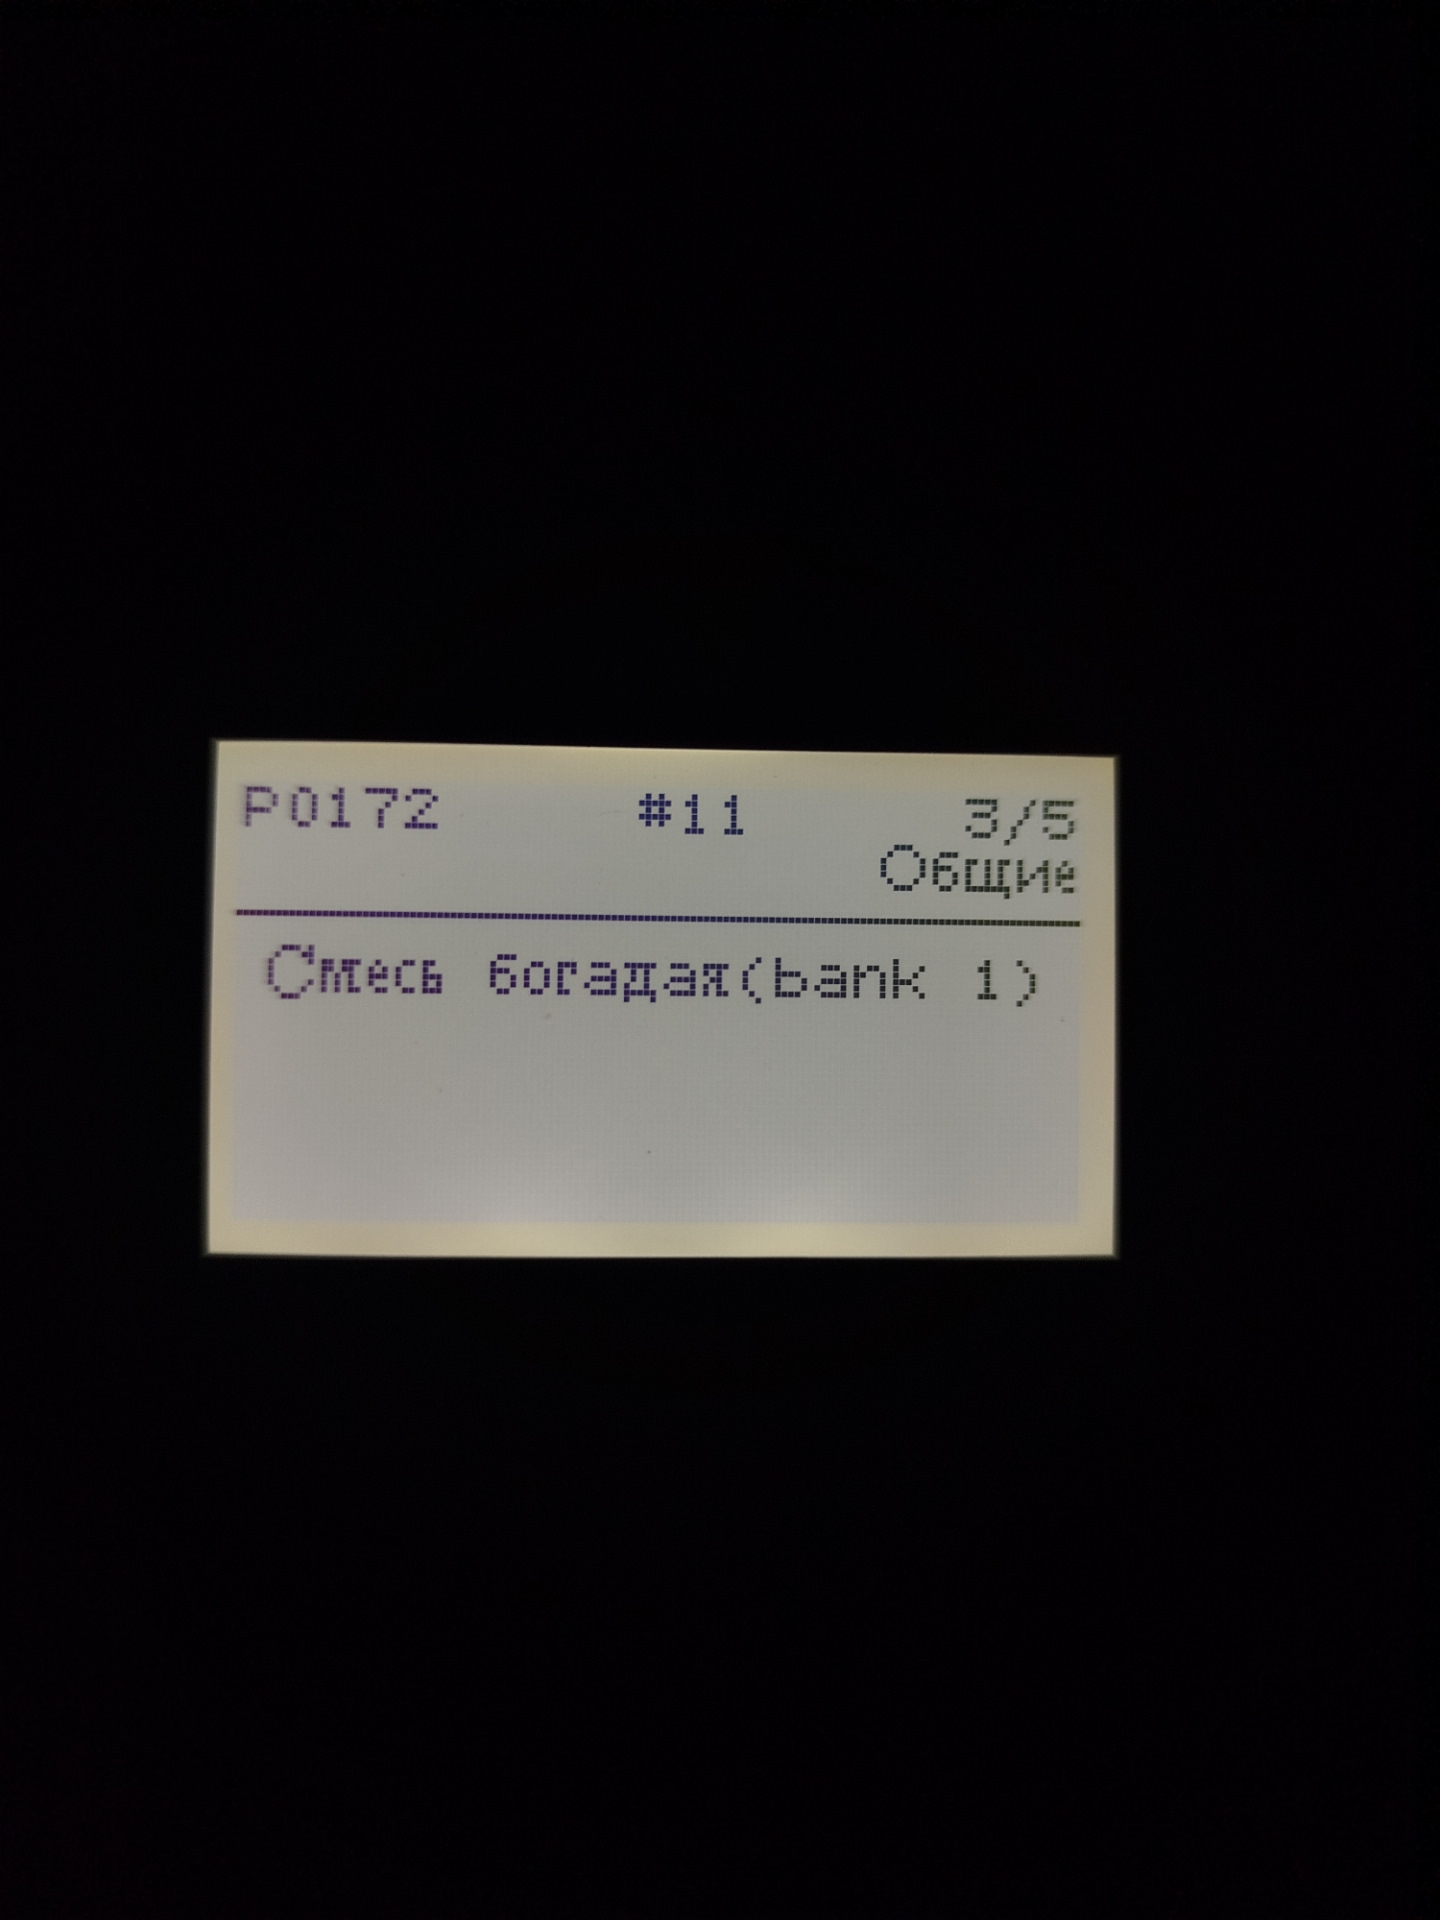 P0172 #11 3/5
Общие
Смесь богадая(bank 1)